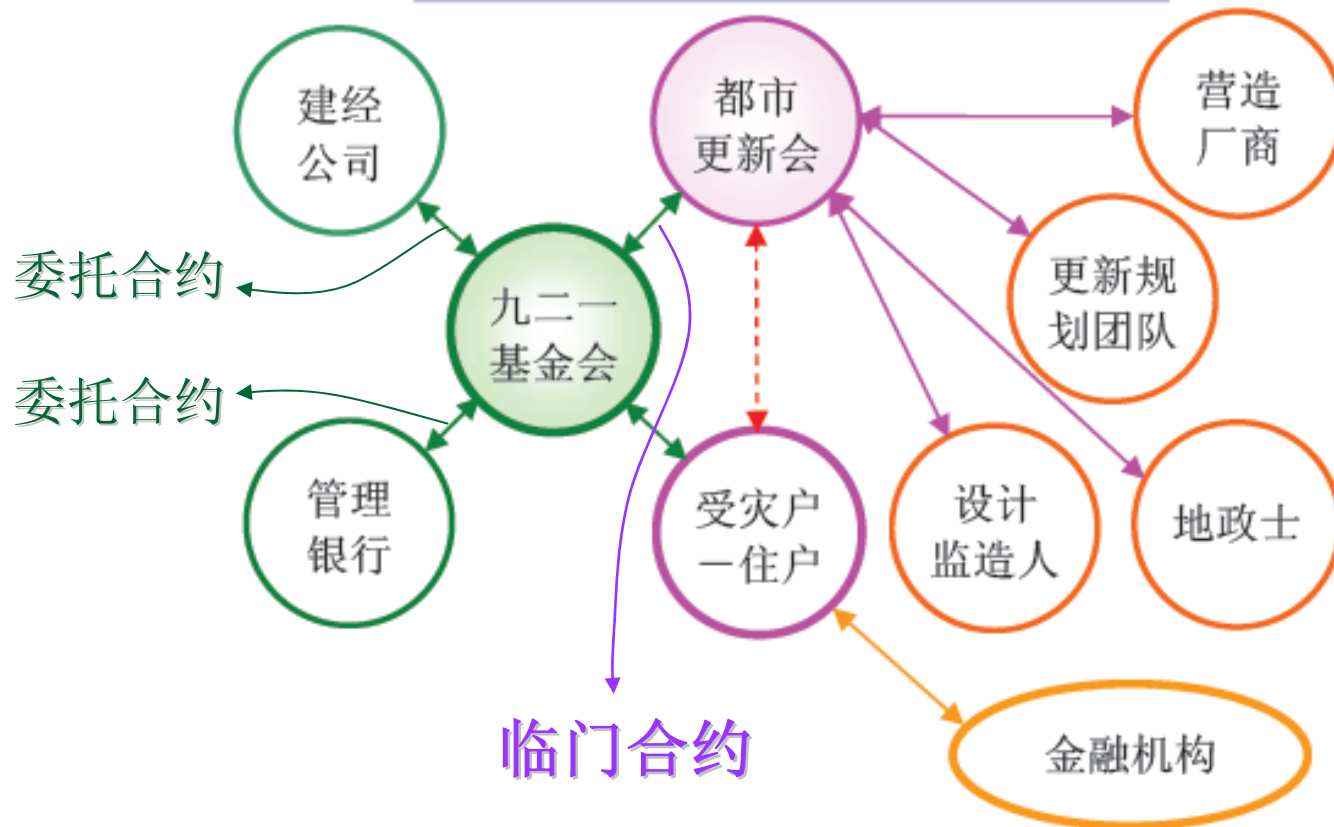 建经
公司
都市
更新会
营造
厂商
委托合约
九二一
基金会
更新规
划团队
委托合约
管理
银行
受灾户
－住户
设计
监造人
地政士
临门合约
金融机构